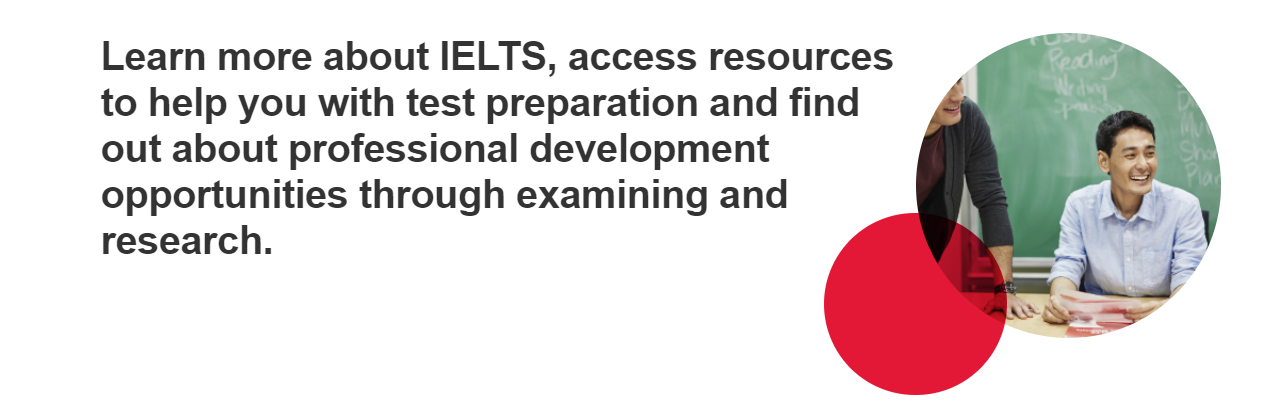 Learn more about IELTS, access resources
to help you with test preparation and find
out about professional development
opportunities through examining and
research.
Reading
Writing